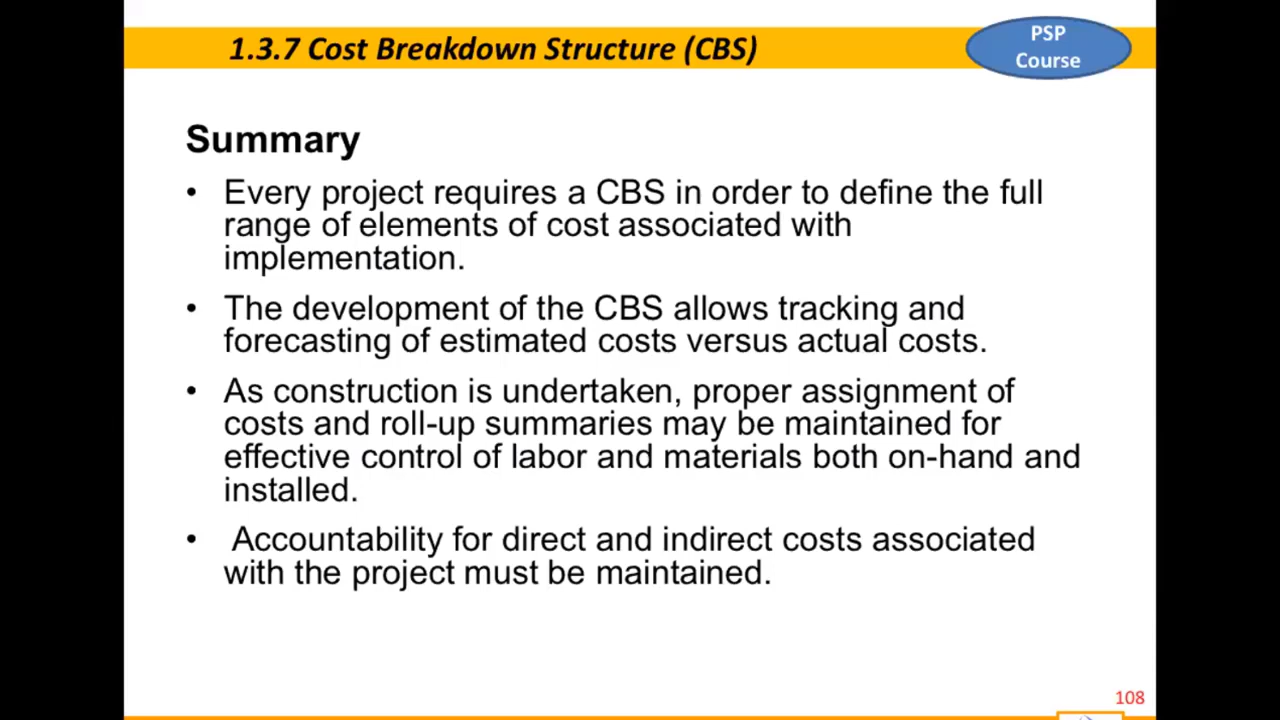 1.3.7 Cost Breakdown Structure (CBS)
PSP
Course
Summary
• Every project requires a CBS in order to define the full
range of elements of cost associated with
implementation.
• The development of the CBS allows tracking and
forecasting of estimated costs versus actual costs.
• As construction is undertaken, proper assignment of
costs and roll-up summaries may be maintained for
effective control of labor and materials both on-hand and
installed.
• Accountability for direct and indirect costs associated
with the project must be maintained.
108